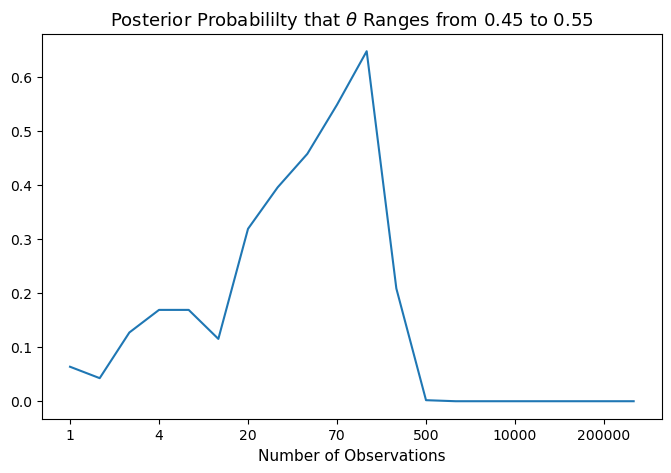 Posterior Probabililty that θ Ranges from 0.45 to 0.55
0.6
0.5
0.4
0.3
0.2
0.1
0.0
1 4 20 70 500 10000 200000
Number of Observations